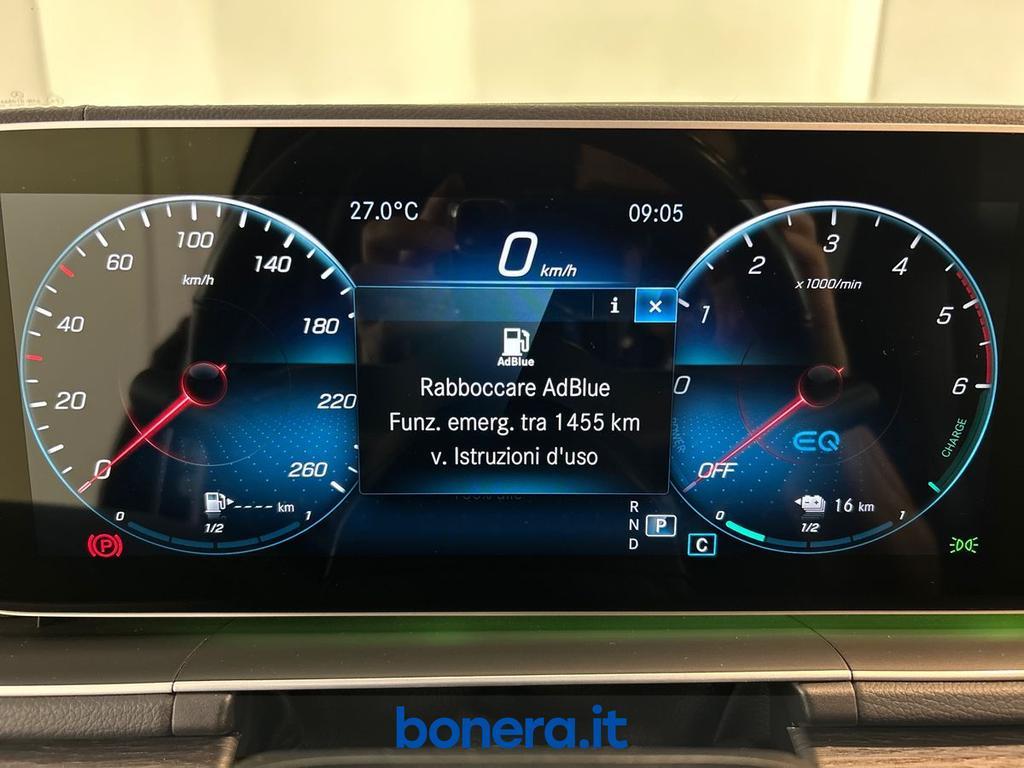 27.0°C
09:05
0 km/h
i ×
AdBlue
Rabboccare AdBlue
Funz. emerg. tra 1455 km
v. Istruzioni d'uso
0
20
40
60
100
140
180
220
260
km/h
----- km
0 1/2 1
OFF
0
1
2
3
4
5
6
x1000/min
CHARGE
EQ
16 km
0 1/2 1
R
N P
D
C
P
bonera.it